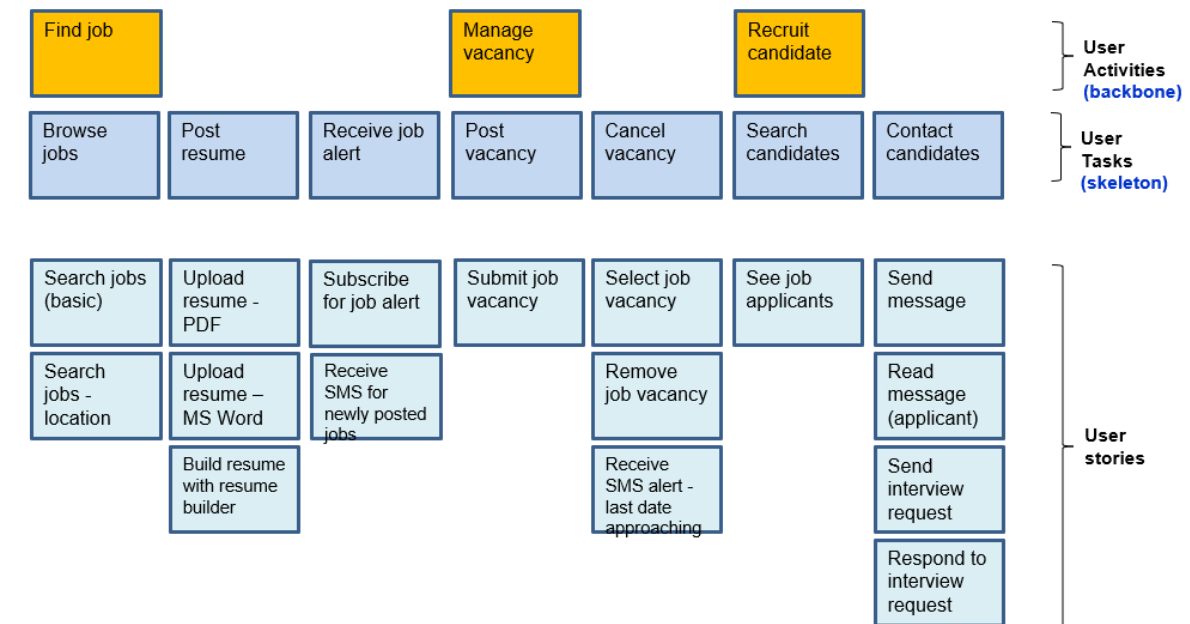 Find job
Manage
vacancy
Recruit
candidate
User
Activities
(backbone)
Browse
jobs
Post
resume
Receive job
alert
Post
vacancy
Cancel
vacancy
Search
candidates
Contact
candidates
User
Tasks
(skeleton)
Search jobs
(basic)
Upload
resume -
PDF
Subscribe
for job alert
Submit job
vacancy
Select job
vacancy
See job
applicants
Send
message
Search
jobs -
location
Upload
resume –
MS Word
Receive
SMS for
newly posted
jobs
Remove
job vacancy
Read
message
(applicant)
User
stories
Build resume
with resume
builder
Receive
SMS alert -
last date
approaching
Send
interview
request
Respond to
interview
request